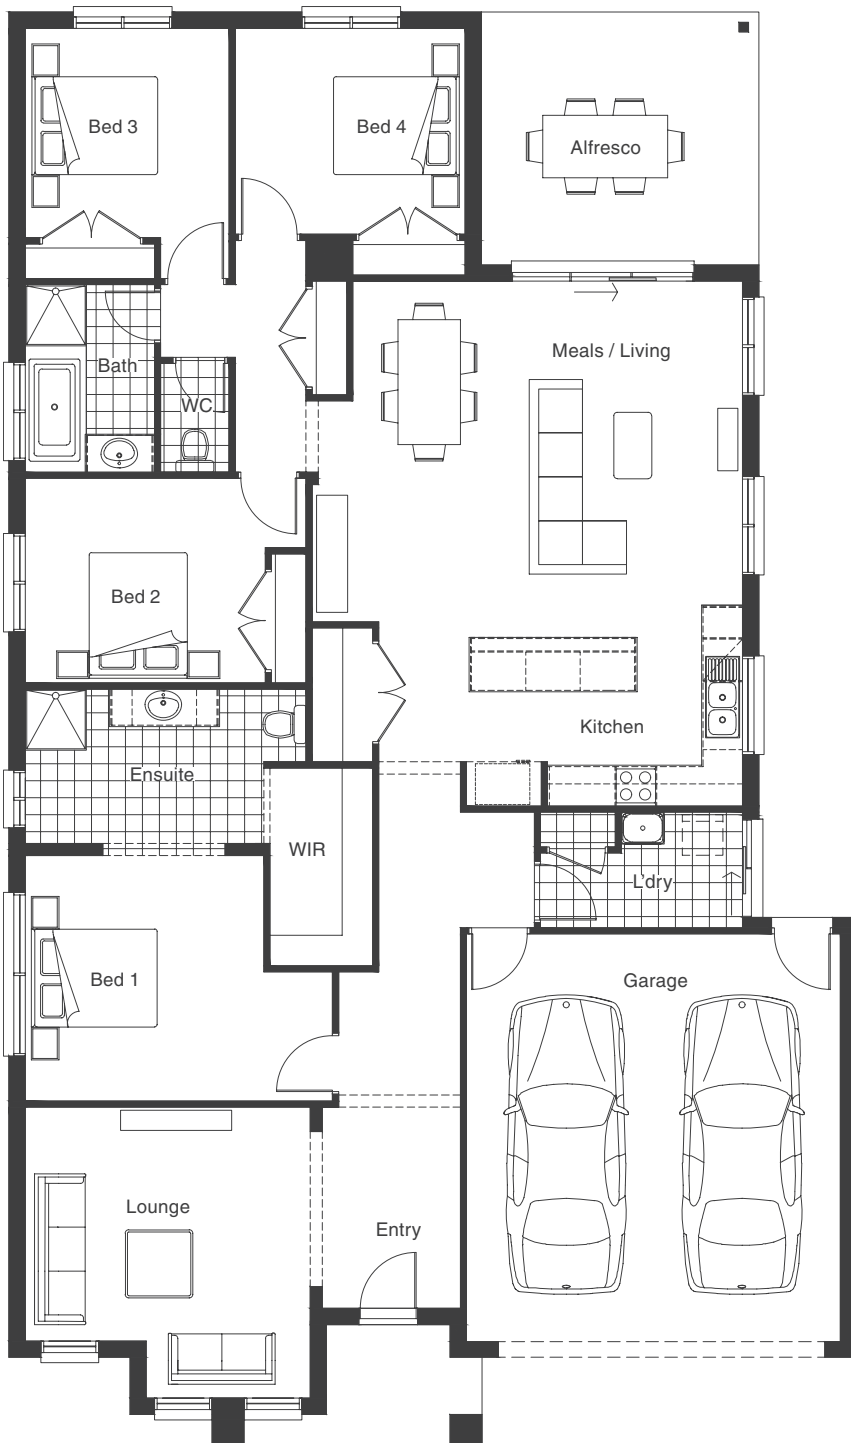 Bed 3
Bed 4
Alfresco
Meals / Living
Bath
WC
Bed 2
Kitchen
Ensuite
WIR
L'dry
Bed 1
Garage
Lounge
Entry